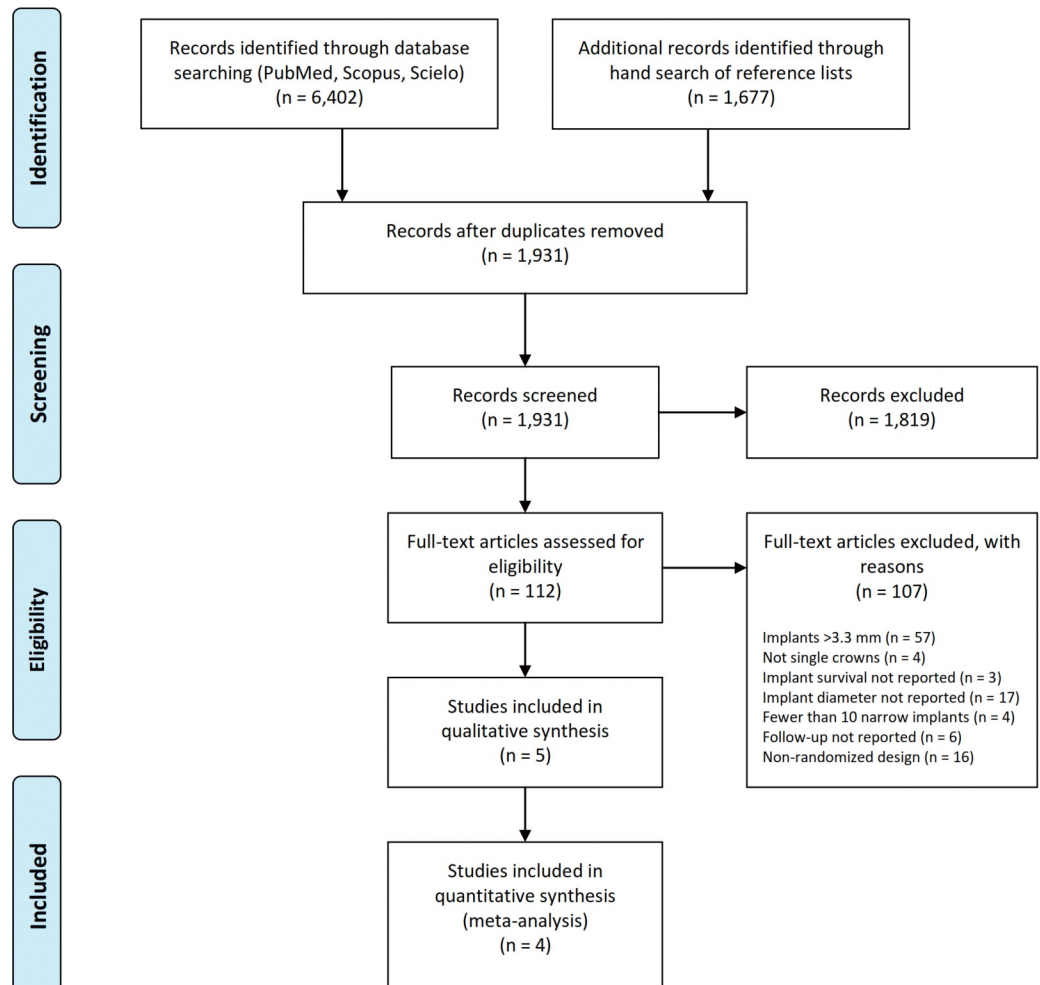 Identification
Records identified through database
searching (PubMed, Scopus, Scielo)
(n = 6,402)
Additional records identified through
hand search of reference lists
(n = 1,677)
Records after duplicates removed
(n = 1,931)
Screening
Records screened
(n = 1,931)
Records excluded
(n = 1,819)
Eligibility
Full-text articles assessed for
eligibility
(n = 112)
Full-text articles excluded, with
reasons
(n = 107)
Implants >3.3 mm (n = 57)
Not single crowns (n = 4)
Implant survival not reported (n = 3)
Implant diameter not reported (n = 17)
Fewer than 10 narrow implants (n = 4)
Follow-up not reported (n = 6)
Non-randomized design (n = 16)
Studies included in
qualitative synthesis
(n = 5)
Included
Studies included in
quantitative synthesis
(meta-analysis)
(n = 4)